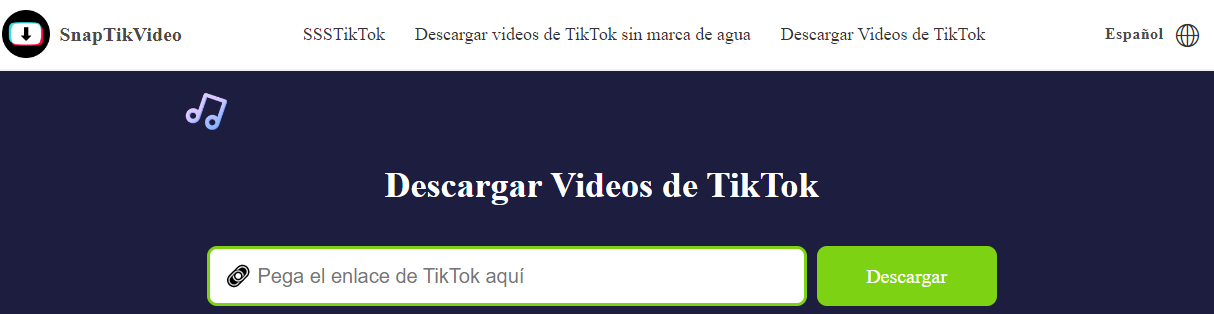 SnapTikVideo
SSSTikTok
Descargar videos de TikTok sin marca de agua
Descargar Videos de TikTok
Español
Descargar Videos de TikTok
Pega el enlace de TikTok aquí
Descargar